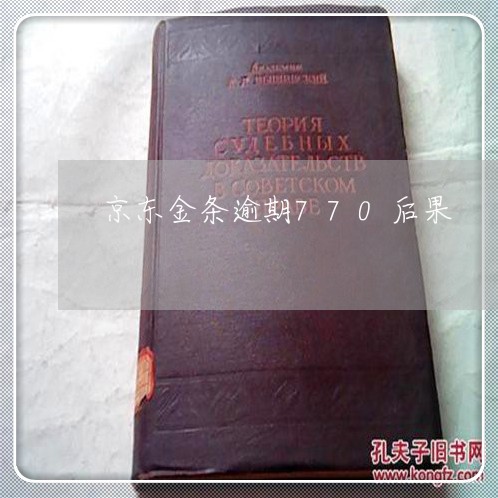 Академик
А.Я.ВЫШИНСКИЙ
ТЕОРИЯ
СУДЕБНЫХ
ДОКАЗАТЕЛЬСТВ
В СОВЕТСКОМ
京东金条逾期770后果
孔夫子旧书网
www.kongfz.com